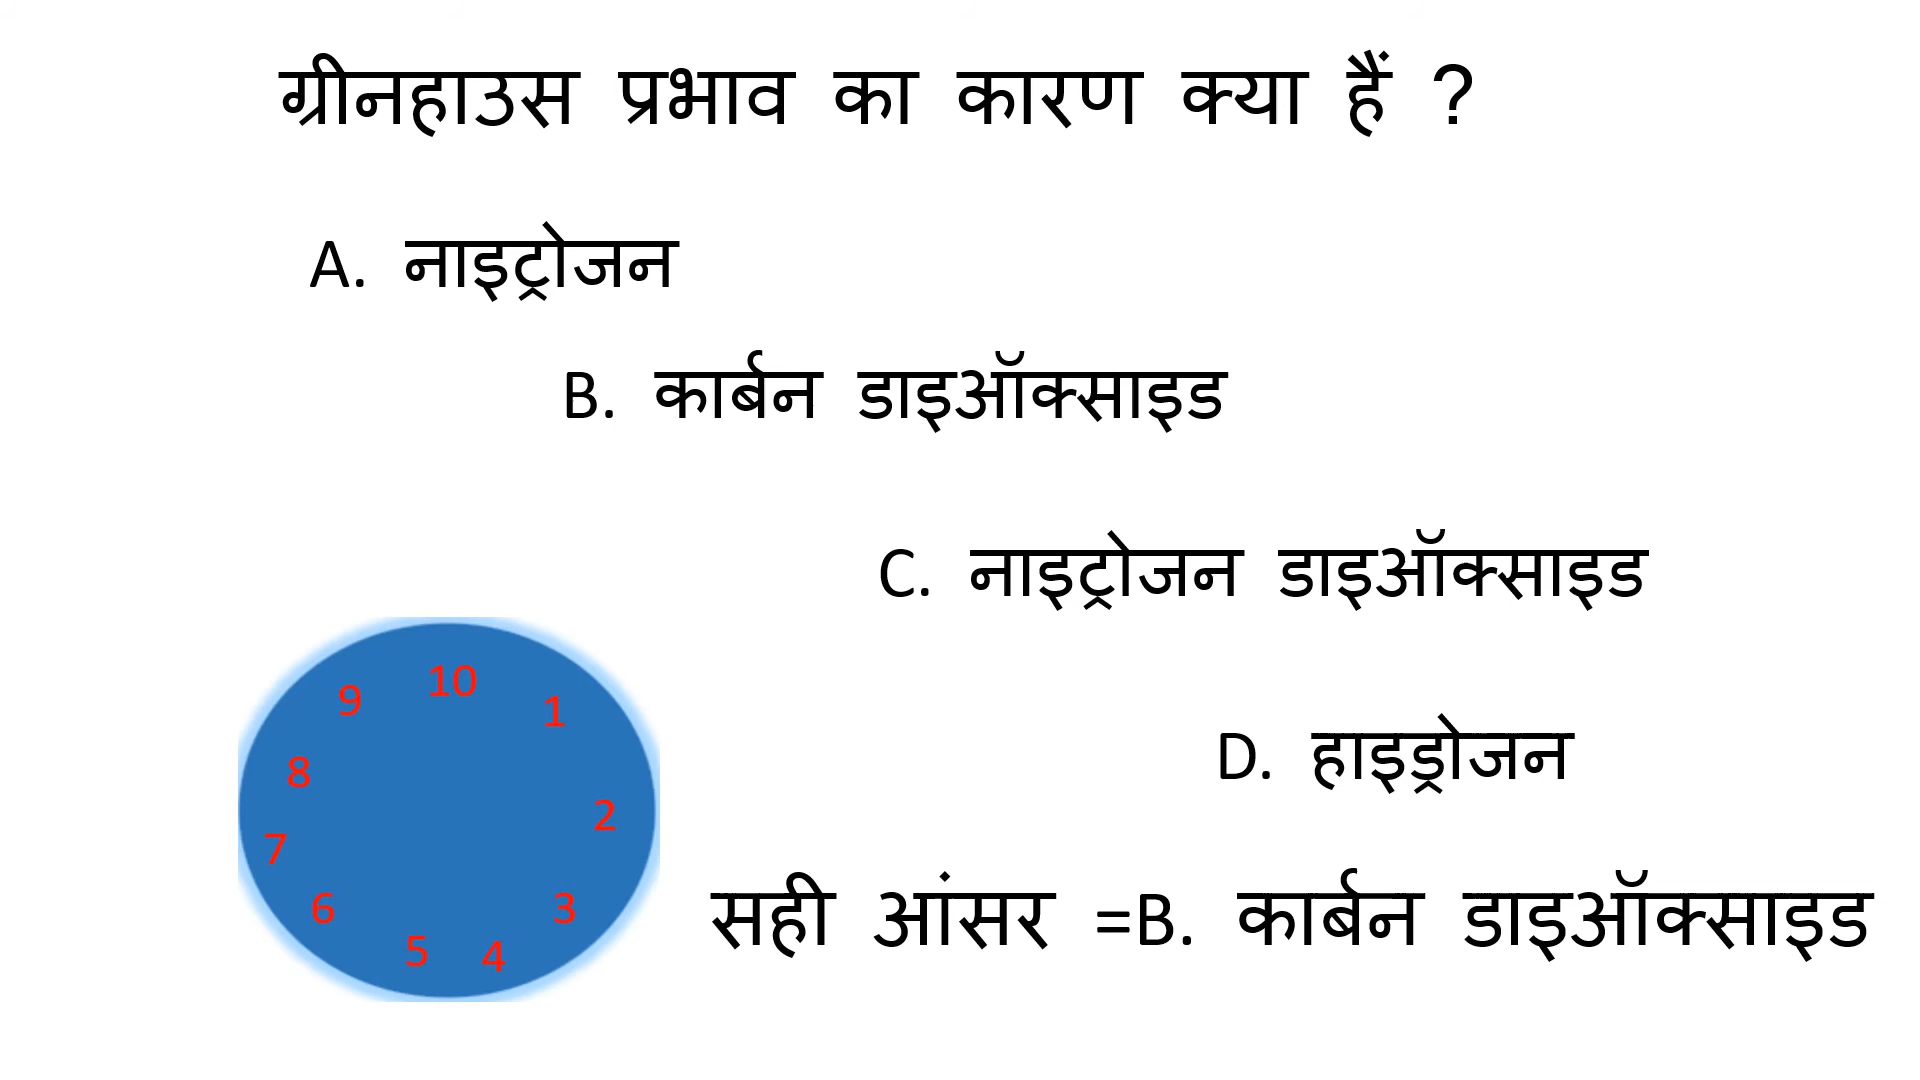 ग्रीनहाउस प्रभाव का कारण क्या हैं ?
A. नाइट्रोजन
B. कार्बन डाइऑक्साइड
C. नाइट्रोजन डाइऑक्साइड
D. हाइड्रोजन
सही आंसर =B. कार्बन डाइऑक्साइड
10
1
2
3
4
5
6
7
8
9